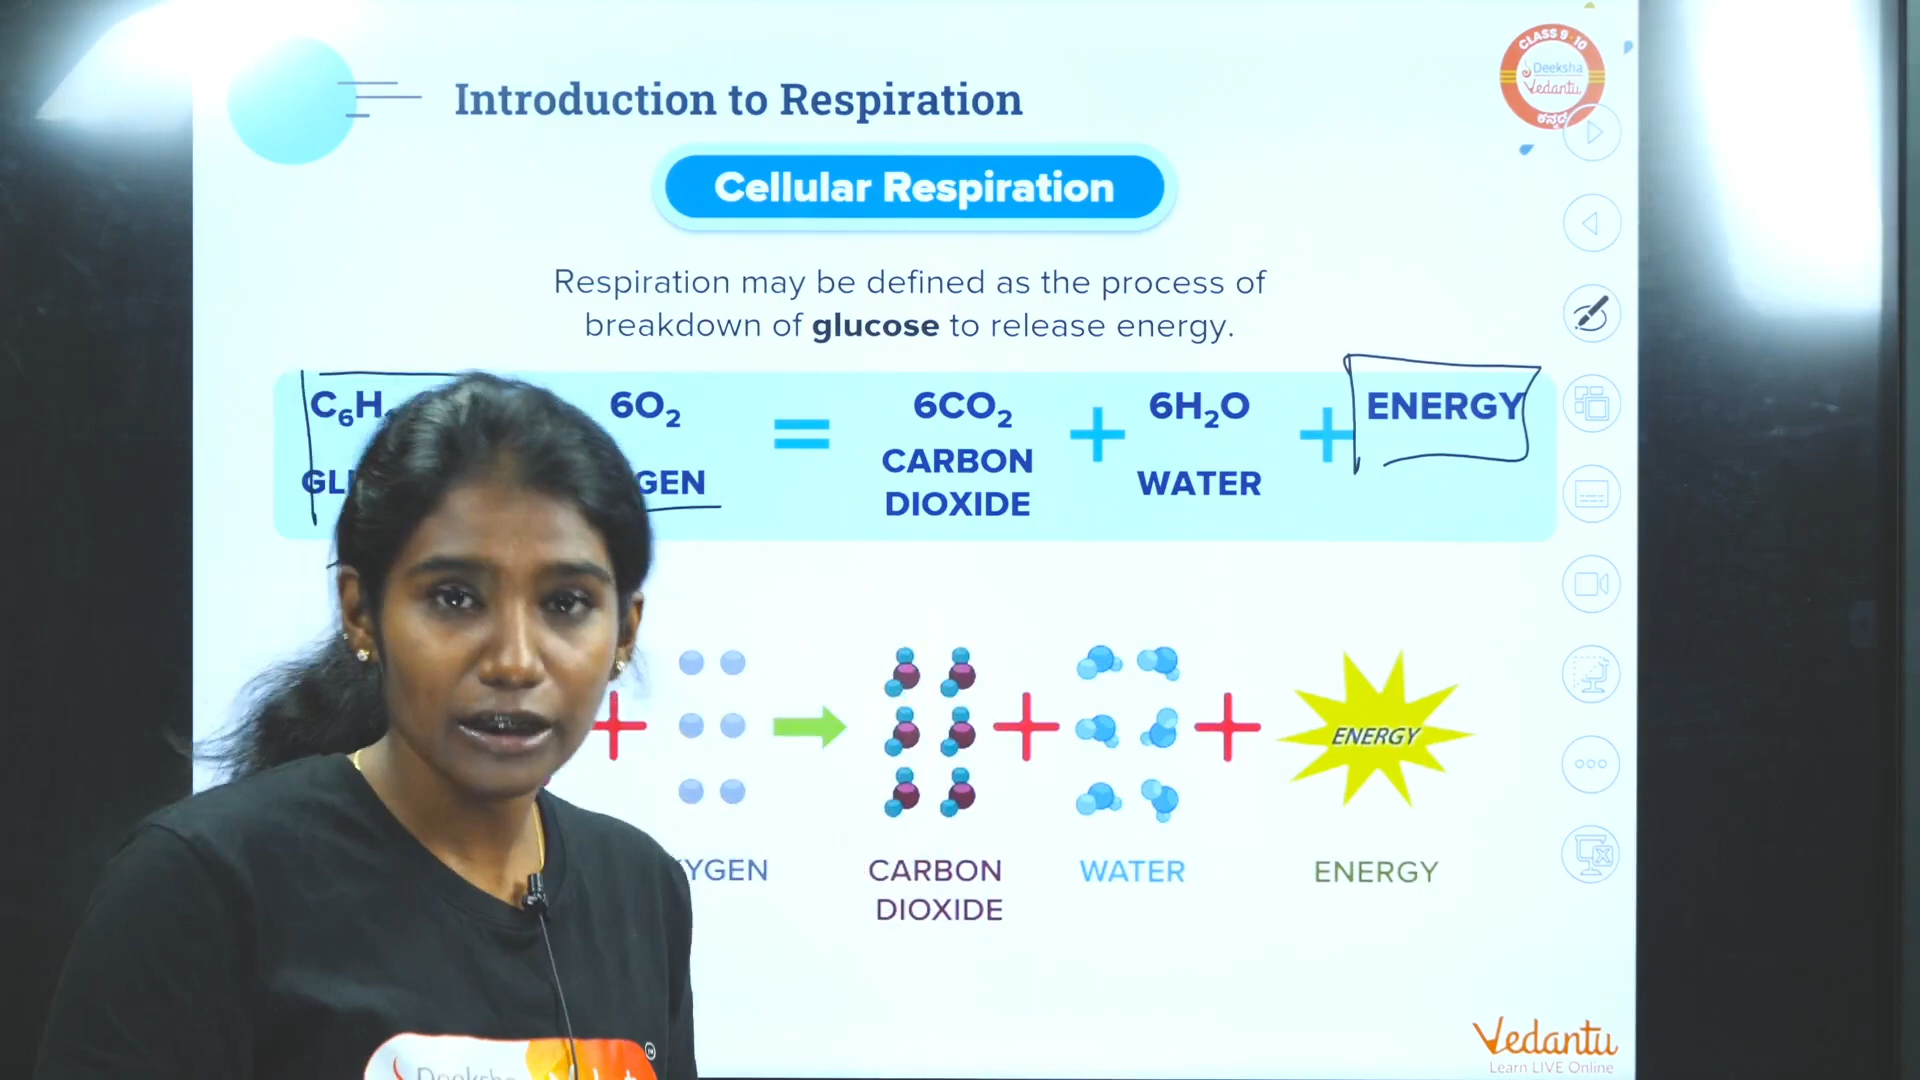 Introduction to Respiration
CLASS 9-10
Deeksha
Vedantu
ಕನ್ನಡ
Cellular Respiration
Respiration may be defined as the process of
breakdown of glucose to release energy.
6O₂ = 6CO₂ + 6H₂O + ENERGY
CARBON DIOXIDE
WATER
ENERGY
CARBON
DIOXIDE
WATER
ENERGY
Vedantu
Learn LIVE Online